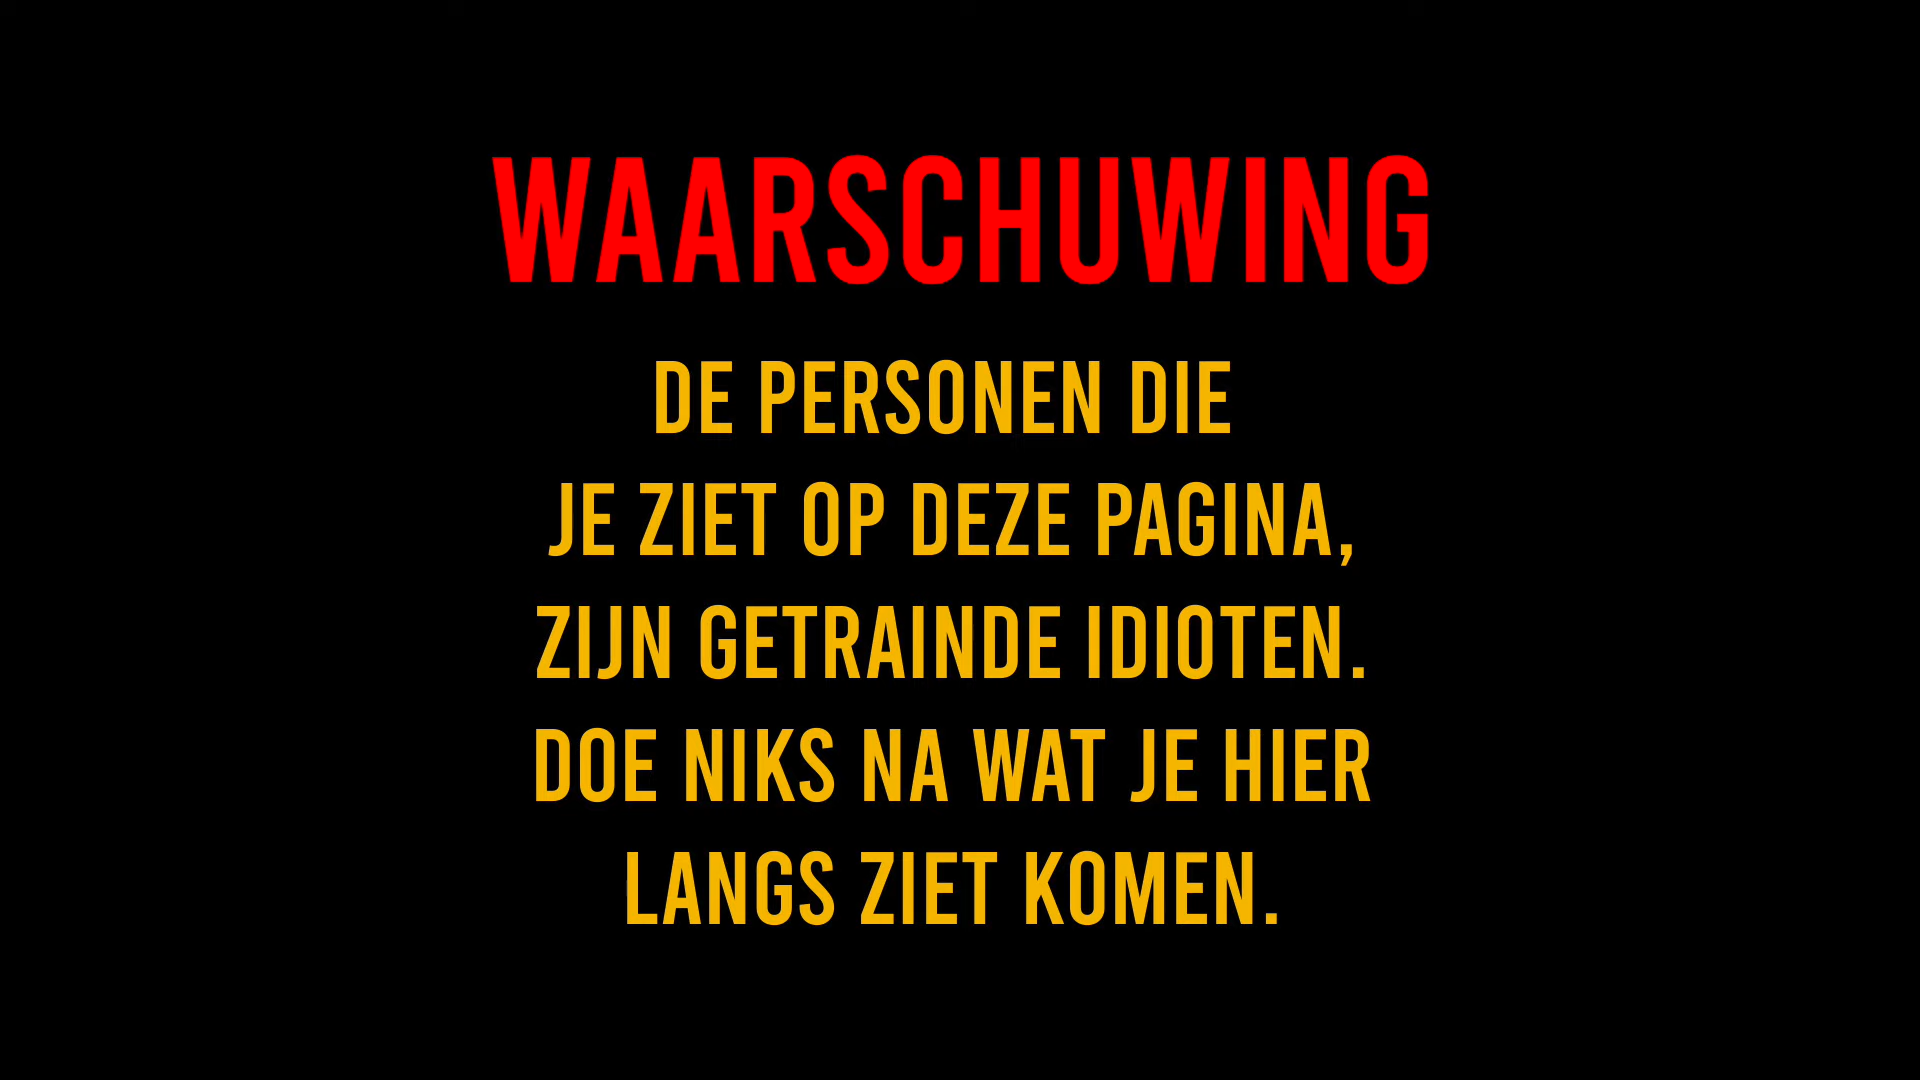 WAARSCHUWING
DE PERSONEN DIE
JE ZIET OP DEZE PAGINA,
ZIJN GETRAINDE IDIOTEN.
DOE NIKS NA WAT JE HIER
LANGS ZIET KOMEN.